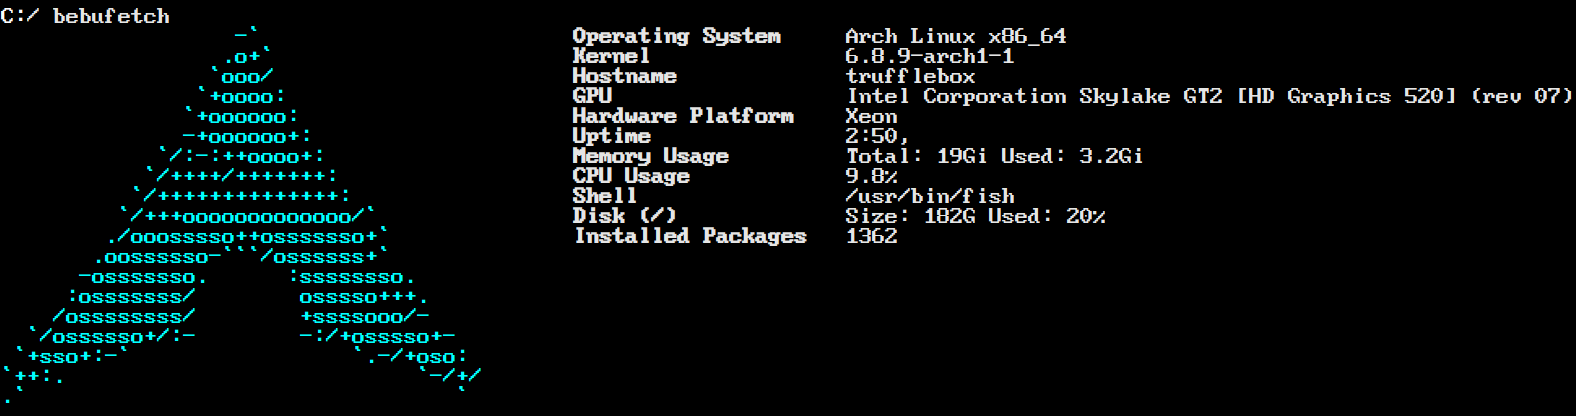 C:/ bebufetch
                  -`
                 .o+`
                `ooo/
               `+oooo:
              `+oooooo:
              -+oooooo+:
            `/:-:++oooo+:
           `/++++/+++++++:
          `/++++++++++++++:
         `/+++ooooooooooooo/`
        ./ooosssso++osssssso+`
       .oossssso-````/ossssss+`
      -osssssso.      :ssssssso.
     :osssssss/        osssso+++.
    /ossssssss/        +ssssooo/-
  `/ossssso+/:-        -:/+osssso+-
 `+sso+:-`                 `.-/+oso:
`++:.                           `-/+/
.`                                 `
Operating System Arch Linux x86_64
Kernel 6.8.9-arch1-1
Hostname trufflebox
GPU Intel Corporation Skylake GT2 [HD Graphics 520] (rev 07)
Hardware Platform Xeon
Uptime 2:50,
Memory Usage Total: 19Gi Used: 3.2Gi
CPU Usage 9.8%
Shell /usr/bin/fish
Disk (/) Size: 182G Used: 20%
Installed Packages 1362